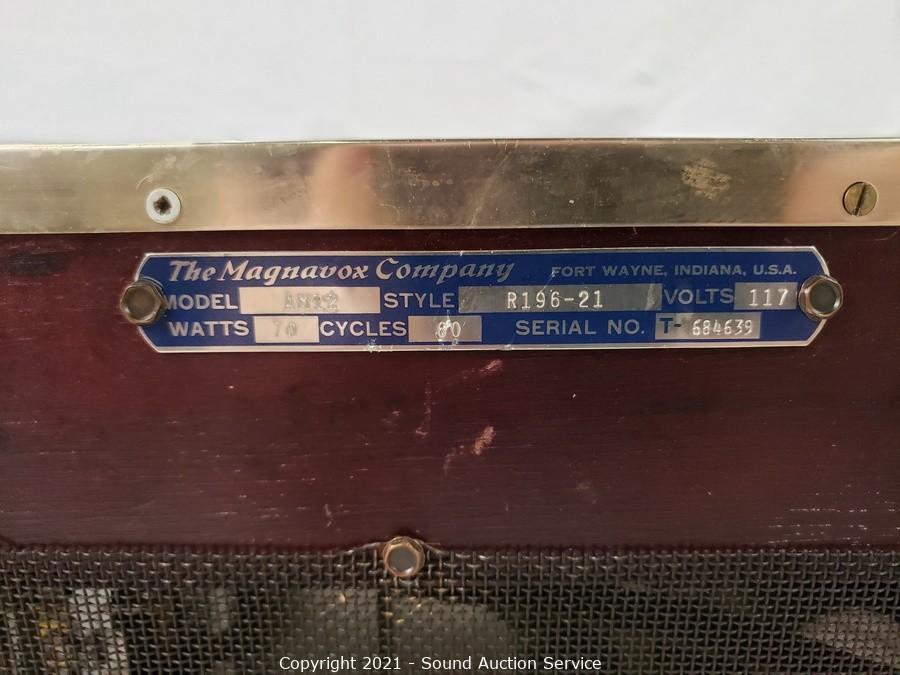 The Magnavox Company FORT WAYNE, INDIANA, U.S.A.
MODEL STYLE R196-21 VOLTS 117
WATTS 70 CYCLES 60 SERIAL NO. T- 684639
Copyright 2021 - Sound Auction Service